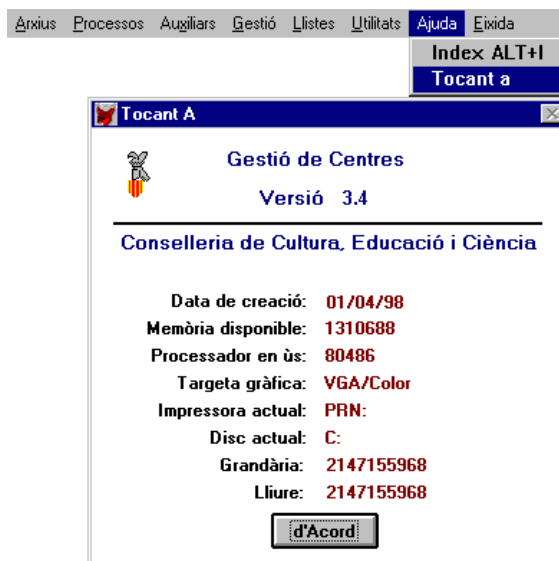 Arxius Processos Auxiliars Gestió Llistes Utilitats Ajuda Eixida
Index ALT+I
Tocant a
Tocant A
Gestió de Centres
Versió 3.4
Conselleria de Cultura, Educació i Ciència
Data de creació: 01/04/98
Memòria disponible: 1310688
Processador en ùs: 80486
Targeta gràfica: VGA/Color
Impressora actual: PRN:
Disc actual: C:
Grandària: 2147155968
Lliure: 2147155968
d'Acord